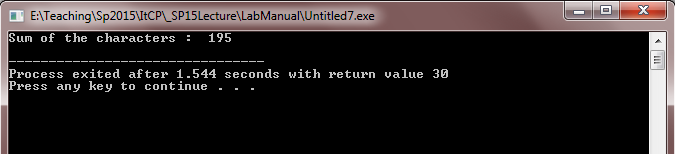 E:\Teaching\Sp2015\ItCP\_SP15Lecture\LabManual\Untitled7.exe
Sum of the characters :  195
--------------------------------
Process exited after 1.544 seconds with return value 30
Press any key to continue . . .